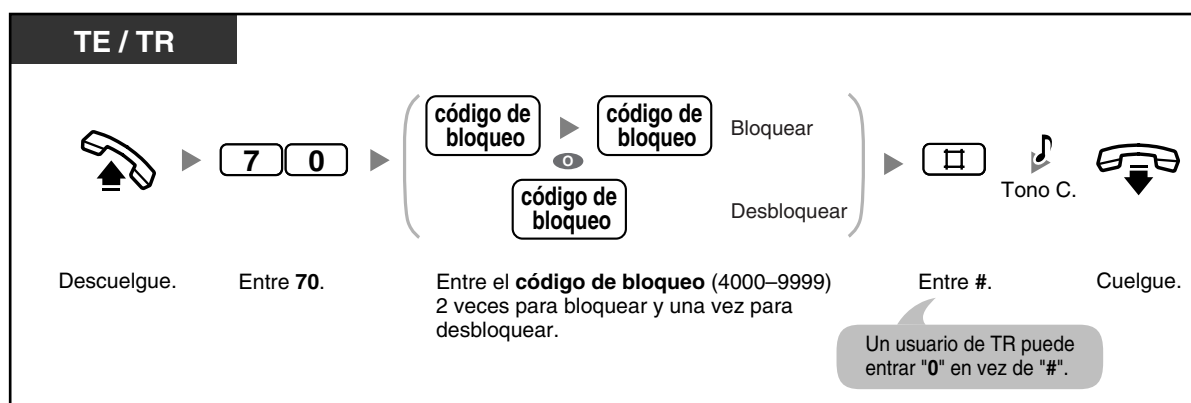 TE / TR
7 0
código de bloqueo
código de bloqueo
Bloquear
o
código de bloqueo
Desbloquear
#
Tono C.
Descuelgue.
Entre 70.
Entre el código de bloqueo (4000–9999)
2 veces para bloquear y una vez para
desbloquear.
Entre #.
Cuelgue.
Un usuario de TR puede
entrar "0" en vez de "#".